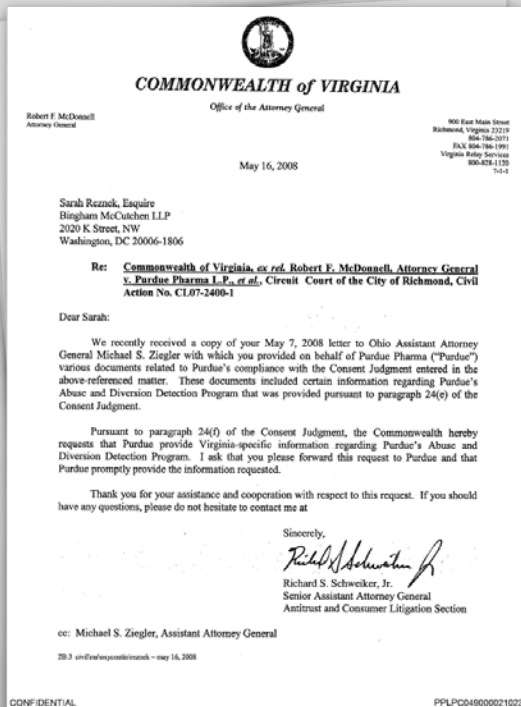 COMMONWEALTH of VIRGINIA
Office of the Attorney General
Robert F. McDonnell
Attorney General
900 East Main Street
Richmond, Virginia 23219
804-786-2071
FAX 804-786-1991
Virginia Relay Services
800-828-1120
7-1-1
May 16, 2008
Sarah Reznek, Esquire
Bingham McCutchen LLP
2020 K Street, NW
Washington, DC 20006-1806
Re: Commonwealth of Virginia, ex rel. Robert F. McDonnell, Attorney General
v. Purdue Pharma L.P., et al., Circuit Court of the City of Richmond, Civil
Action No. CL07-2400-1
Dear Sarah:
We recently received a copy of your May 7, 2008 letter to Ohio Assistant Attorney
General Michael S. Ziegler with which you provided on behalf of Purdue Pharma ("Purdue")
various documents related to Purdue's compliance with the Consent Judgment entered in the
above-referenced matter. These documents included certain information regarding Purdue's
Abuse and Diversion Detection Program that was provided pursuant to paragraph 24(e) of the
Consent Judgment.
Pursuant to paragraph 24(f) of the Consent Judgment, the Commonwealth hereby
requests that Purdue provide Virginia-specific information regarding Purdue's Abuse and
Diversion Detection Program. I ask that you please forward this request to Purdue and that
Purdue promptly provide the information requested.
Thank you for your assistance and cooperation with respect to this request. If you should
have any questions, please do not hesitate to contact me at
Sincerely,
Richard S. Schweiker, Jr.
Senior Assistant Attorney General
Antitrust and Consumer Litigation Section
cc: Michael S. Ziegler, Assistant Attorney General
may 16, 2008
CONFIDENTIAL